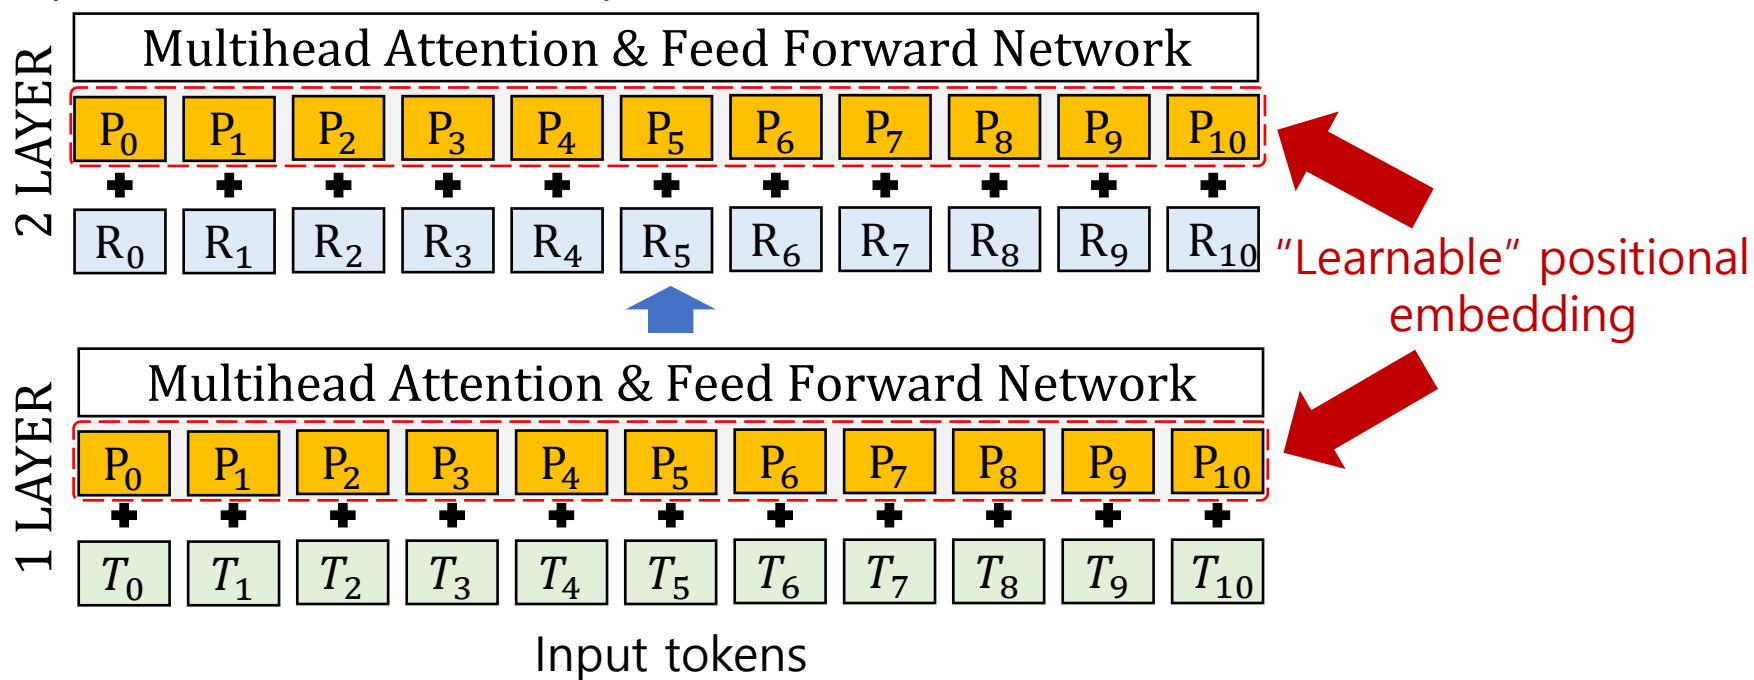 2 LAYER
Multihead Attention & Feed Forward Network
P₀ P₁ P₂ P₃ P₄ P₅ P₆ P₇ P₈ P₉ P₁₀
+ + + + + + + + + + +
R₀ R₁ R₂ R₃ R₄ R₅ R₆ R₇ R₈ R₉ R₁₀
"Learnable" positional
embedding
1 LAYER
Multihead Attention & Feed Forward Network
P₀ P₁ P₂ P₃ P₄ P₅ P₆ P₇ P₈ P₉ P₁₀
+ + + + + + + + + + +
T₀ T₁ T₂ T₃ T₄ T₅ T₆ T₇ T₈ T₉ T₁₀
Input tokens